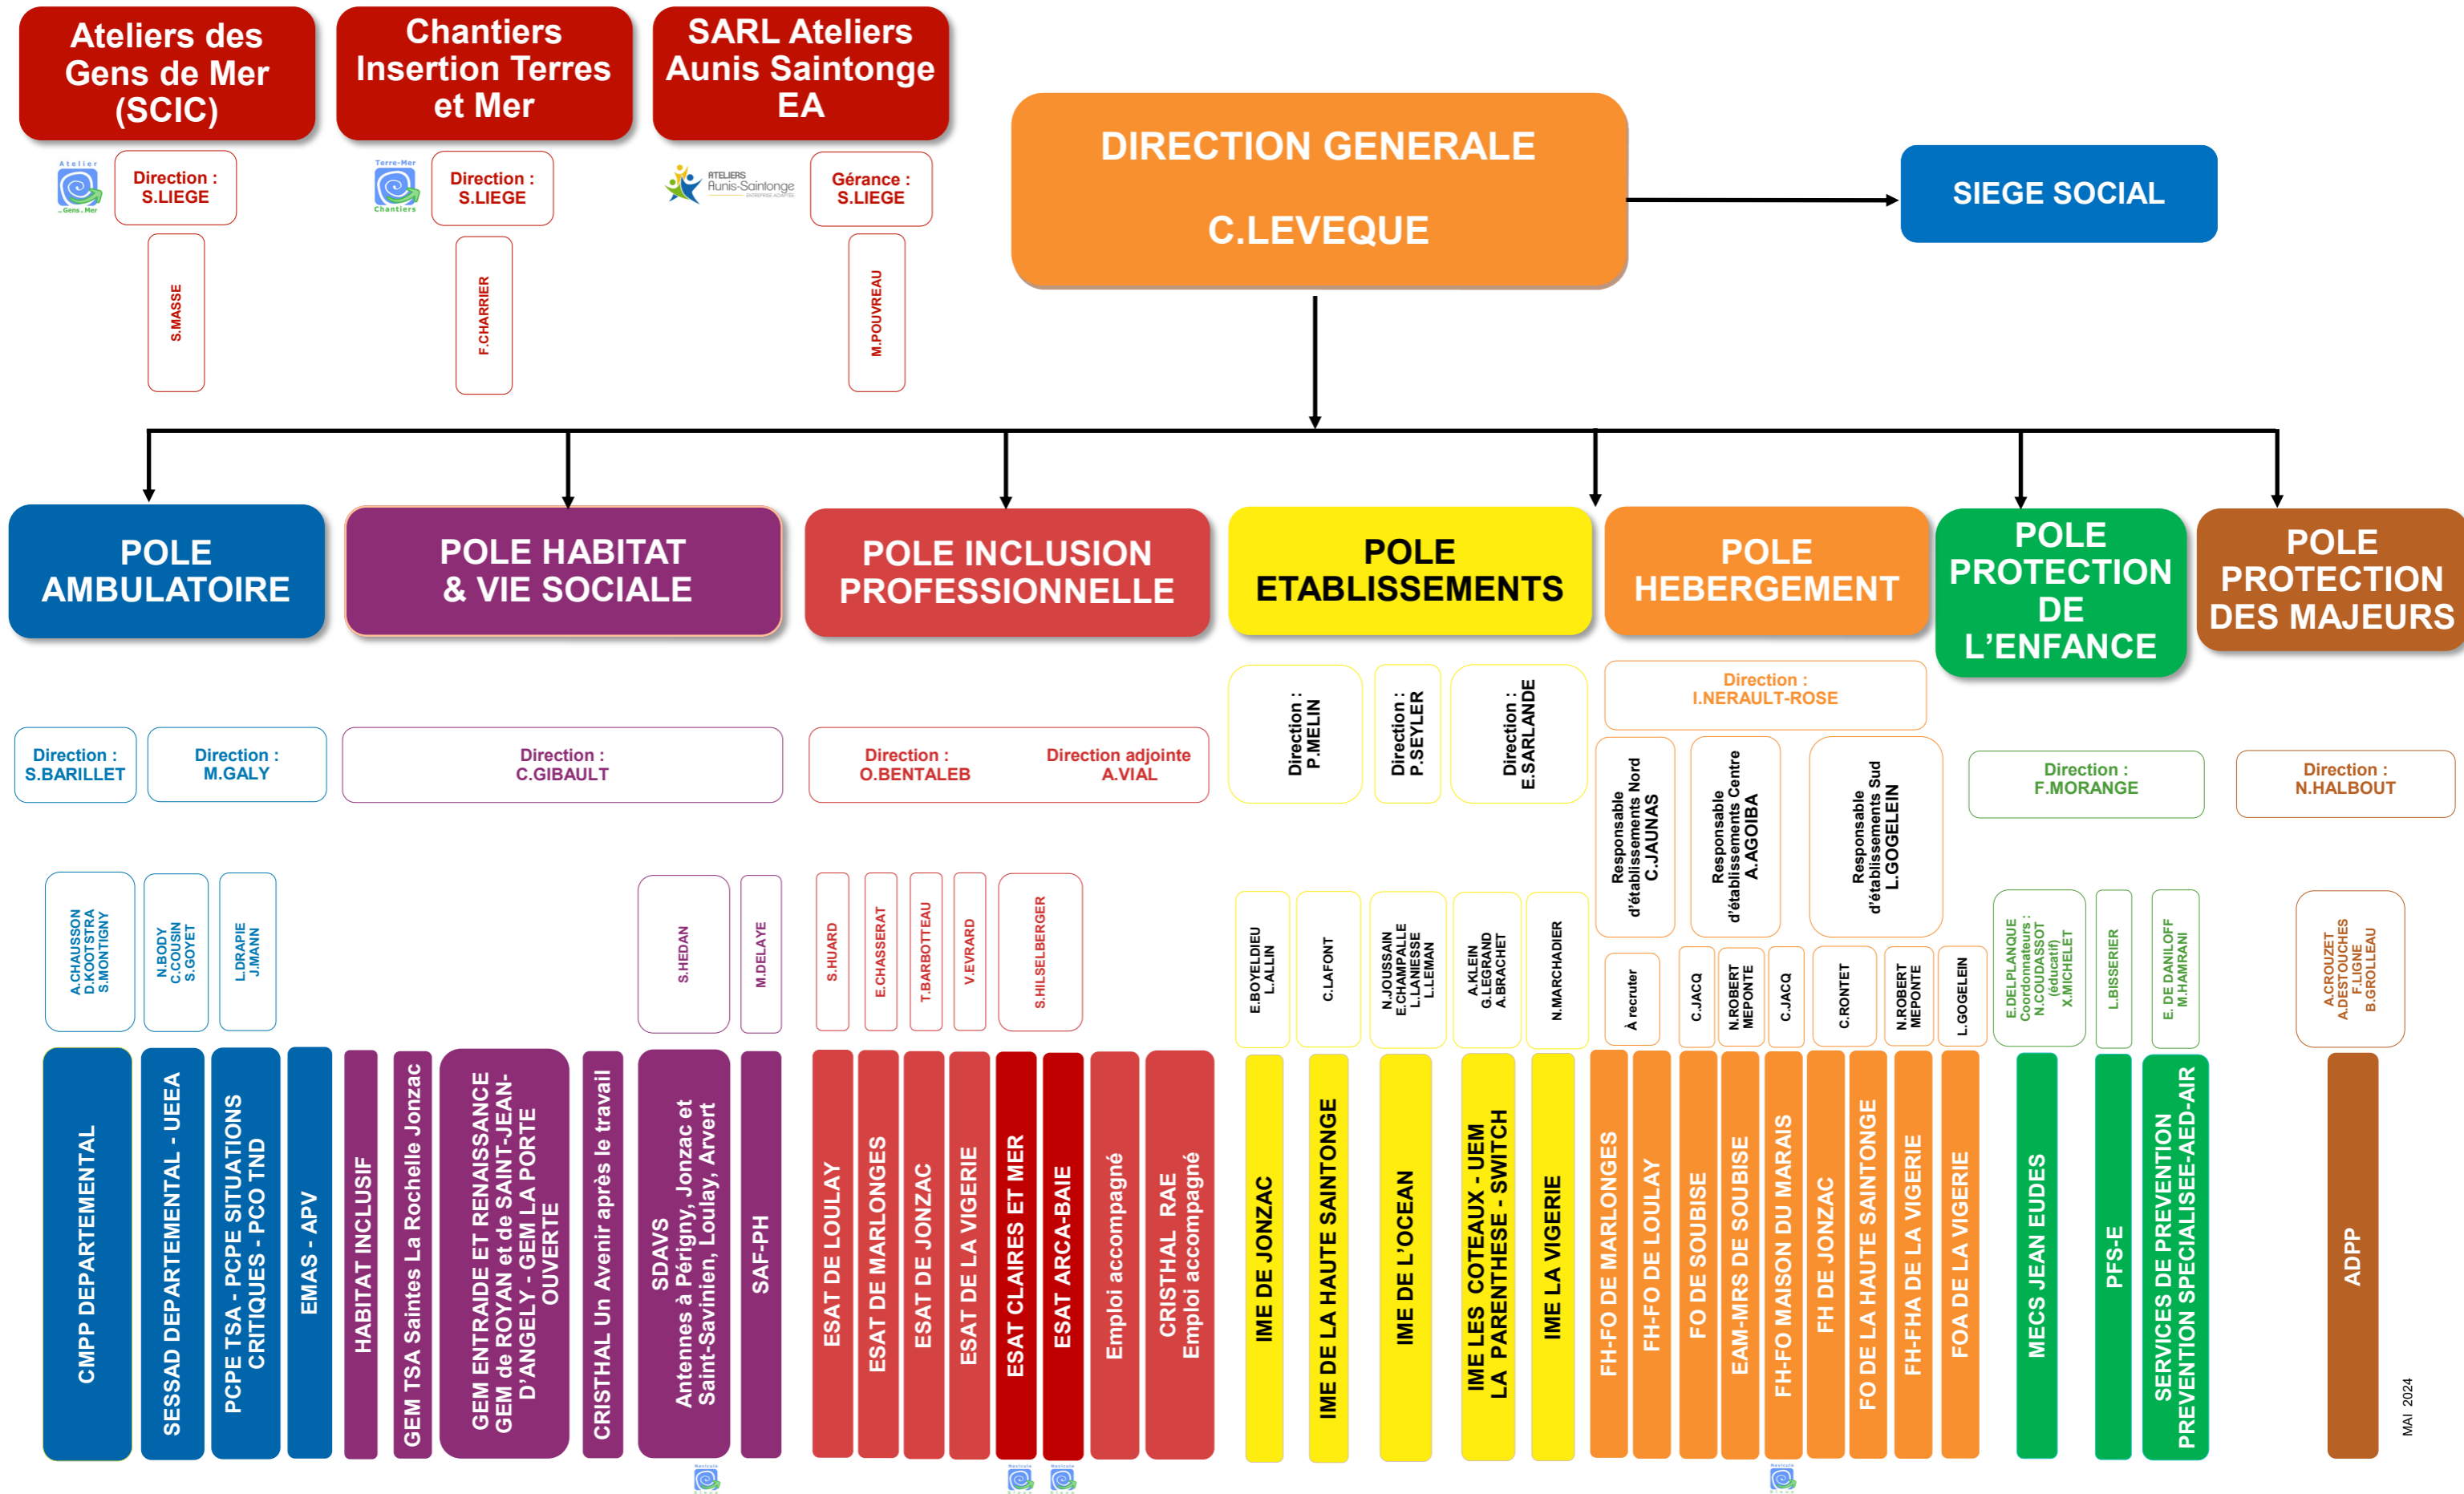 Ateliers des
Gens de Mer
(SCIC)
Chantiers
Insertion Terres
et Mer
SARL Ateliers
Aunis Saintonge
EA
DIRECTION GENERALE
C.LEVEQUE
SIEGE SOCIAL
Atelier
Gens de Mer
Direction :
S.LIEGE
Terre-Mer
Chantiers
Direction :
S.LIEGE
ATELIERS
Aunis-Saintonge
ENTREPRISE ADAPTÉE
Gérance :
S.LIEGE
S.MASSE
F.CHARRIER
M.POUVREAU
POLE
AMBULATOIRE
POLE HABITAT
& VIE SOCIALE
POLE INCLUSION
PROFESSIONNELLE
POLE
ETABLISSEMENTS
POLE
HEBERGEMENT
POLE
PROTECTION
DE
L'ENFANCE
POLE
PROTECTION
DES MAJEURS
Direction :
S.BARILLET
Direction :
M.GALY
Direction :
C.GIBAULT
Direction :
O.BENTALEB
Direction adjointe
A.VIAL
Direction :
P.MELIN
Direction :
P.SEYLER
Direction :
E.SARLANDE
Direction :
I.NERAULT-ROSE
Responsable
d'établissements Nord
C.JAUNAS
Responsable
d'établissements Centre
A.AGOIBA
Responsable
d'établissements Sud
L.GOGELEIN
Direction :
F.MORANGE
Direction :
N.HALBOUT
A.CHAUSSON
D.KOOTSTRA
S.MONTIGNY
N.BODY
C.COUSIN
S.GOYET
L.DRAPIE
J.MANN
S.HEDAN
M.DELAYE
S.HUARD
E.CHASSERAT
T.BARBOTTEAU
V.EVRARD
S.HILSELBERGER
E.BOYELDIEU
L.ALLIN
C.LAFONT
N.JOUSSAIN
E.CHAMPALLE
L.LANIESSE
L.LEMAN
A.KLEIN
G.LEGRAND
A.BRACHET
N.MARCHADIER
À recruter
C.JACQ
N.ROBERT
MEPONTE
C.JACQ
C.RONTET
N.ROBERT
MEPONTE
L.GOGELEIN
E.DELPLANQUE
Coordonnateurs :
N.COUDASSOT
(éducatif)
X.MICHELET
L.BISSERIER
E. DE DANILOFF
M.HAMRANI
A.CROUZET
A.DESTOUCHES
F.LIGNE
B.GROLLEAU
CMPP DEPARTEMENTAL
SESSAD DEPARTEMENTAL - UEEA
PCPE TSA - PCPE SITUATIONS
CRITIQUES - PCO TND
EMAS - APV
HABITAT INCLUSIF
GEM TSA Saintes La Rochelle Jonzac
GEM ENTRAIDE ET RENAISSANCE
GEM de ROYAN et de SAINT-JEAN-
D'ANGELY - GEM LA PORTE
OUVERTE
CRISTHAL Un Avenir après le travail
SDAVS
Antennes à Périgny, Jonzac et
Saint-Savinien, Loulay, Arvert
SAF-PH
ESAT DE LOULAY
ESAT DE MARLONGES
ESAT DE JONZAC
ESAT DE LA VIGERIE
ESAT CLAIRES ET MER
ESAT ARCA-BAIE
Emploi accompagné
CRISTHAL RAE
Emploi accompagné
IME DE JONZAC
IME DE LA HAUTE SAINTONGE
IME DE L'OCEAN
IME LES COTEAUX - UEM
LA PARENTHESE - SWITCH
IME LA VIGERIE
FH-FO DE MARLONGES
FH-FO DE LOULAY
FO DE SOUBISE
EAM-MRS DE SOUBISE
FH-FO MAISON DU MARAIS
FH DE JONZAC
FO DE LA HAUTE SAINTONGE
FH-FHA DE LA VIGERIE
FOA DE LA VIGERIE
MECS JEAN EUDES
PFS-E
SERVICES DE PREVENTION
PREVENTION SPECIALISEE-AED-AIR
ADPP
MAI 2024